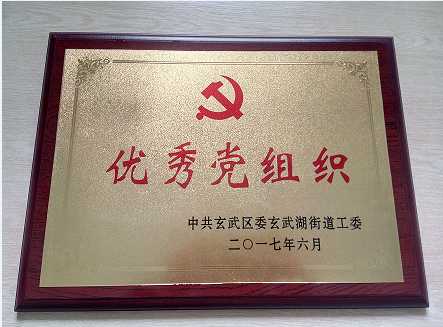 优秀党组织
中共玄武区委玄武湖街道工委
二〇一七年六月